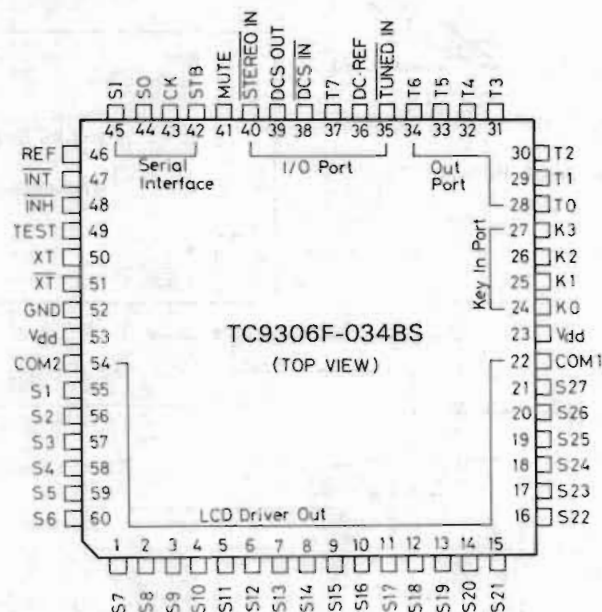 SI
SO
CK
STB
MUTE
STEREO IN
DCS OUT
DCS IN
T7
DC-REF
TUNED IN
T6
T5
T4
T3
45 44 43 42 41 40 39 38 37 36 35 34 33 32 31
Serial
Interface
I/O Port
Out
Port
REF 46
INT 47
INH 48
TEST 49
XT 50
XT 51
GND 52
Vdd 53
COM2 54
S1 55
S2 56
S3 57
S4 58
S5 59
S6 60
30 T2
29 T1
28 T0
27 K3
26 K2
25 K1
24 K0
23 Vdd
22 COM1
21 S27
20 S26
19 S25
18 S24
17 S23
16 S22
Key In Port
TC9306F-034BS
(TOP VIEW)
LCD Driver Out
1 2 3 4 5 6 7 8 9 10 11 12 13 14 15
S7
S8
S9
S10
S11
S12
S13
S14
S15
S16
S17
S18
S19
S20
S21